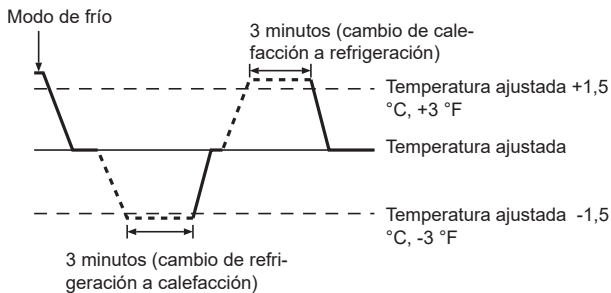 Modo de frío
3 minutos (cambio de cale-
facción a refrigeración)
Temperatura ajustada +1,5
°C, +3 °F
Temperatura ajustada
Temperatura ajustada -1,5
°C, -3 °F
3 minutos (cambio de refri-
geración a calefacción)